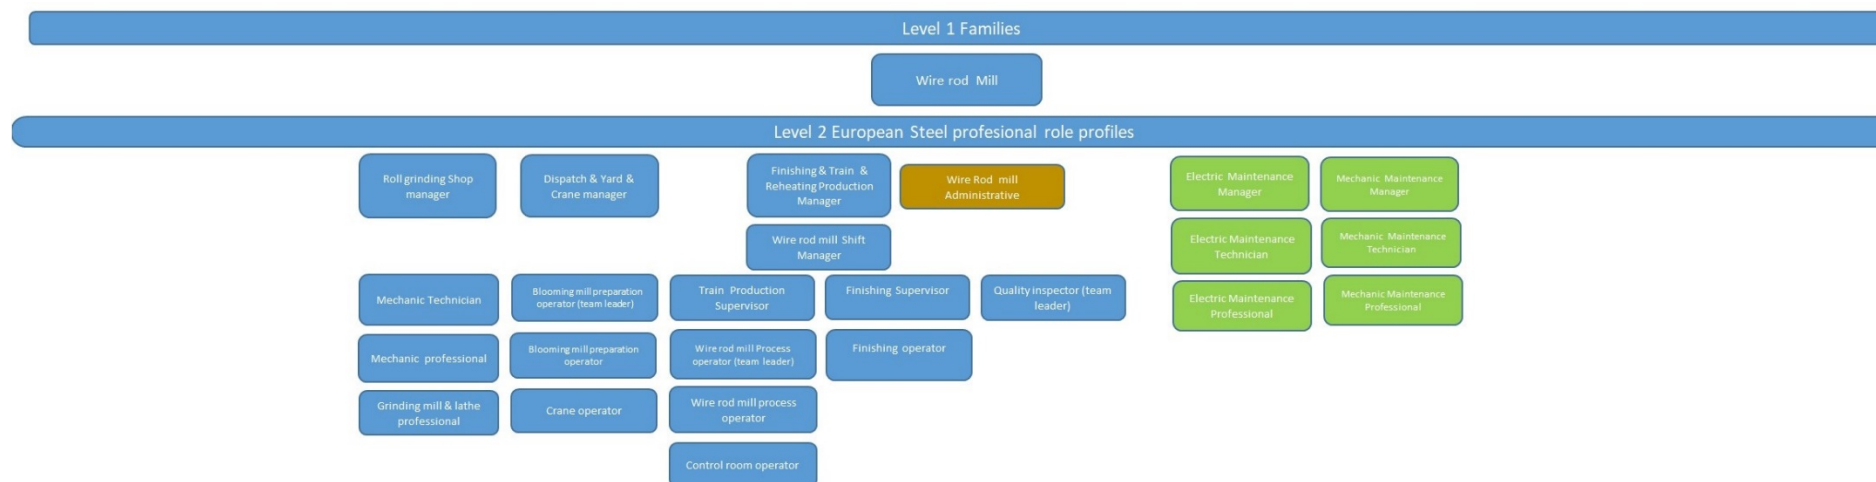 Level 1 Families
Wire rod Mill
Level 2 European Steel profesional role profiles
Roll grinding Shop
manager
Dispatch & Yard &
Crane manager
Finishing & Train &
Reheating Production
Manager
Wire Rod mill
Administrative
Electric Maintenance
Manager
Mechanic Maintenance
Manager
Wire rod mill Shift
Manager
Electric Maintenance
Technician
Mechanic Maintenance
Technician
Mechanic Technician
Blooming mill preparation
operator (team leader)
Train Production
Supervisor
Finishing Supervisor
Quality inspector (team
leader)
Electric Maintenance
Professional
Mechanic Maintenance
Professional
Mechanic professional
Blooming mill preparation
operator
Wire rod mill Process
operator (team leader)
Finishing operator
Grinding mill & lathe
professional
Crane operator
Wire rod mill process
operator
Control room operator